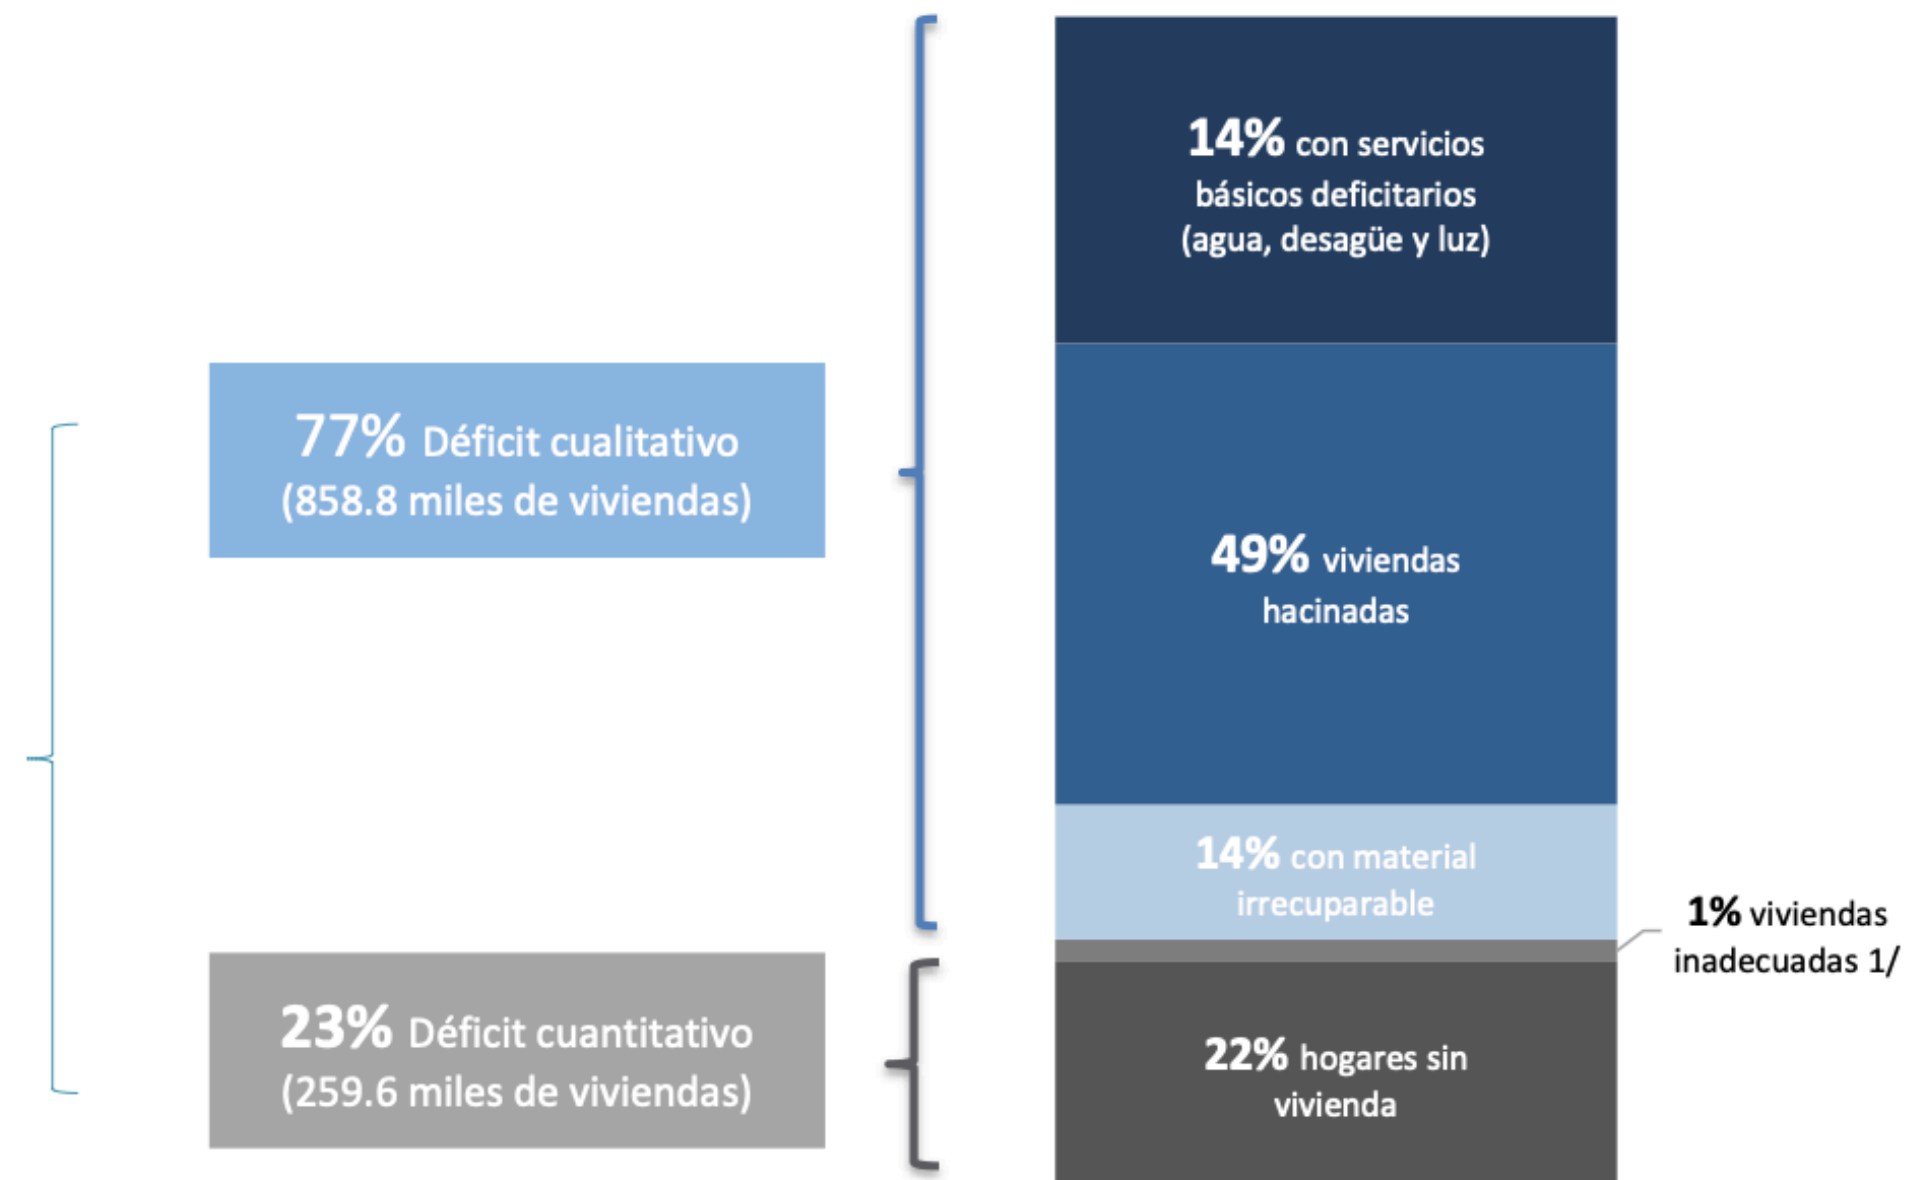 77% Déficit cualitativo
(858.8 miles de viviendas)
23% Déficit cuantitativo
(259.6 miles de viviendas)
14% con servicios
básicos deficitarios
(agua, desagüe y luz)
49% viviendas
hacinadas
14% con material
irrecuparable
1% viviendas
inadecuadas 1/
22% hogares sin
vivienda